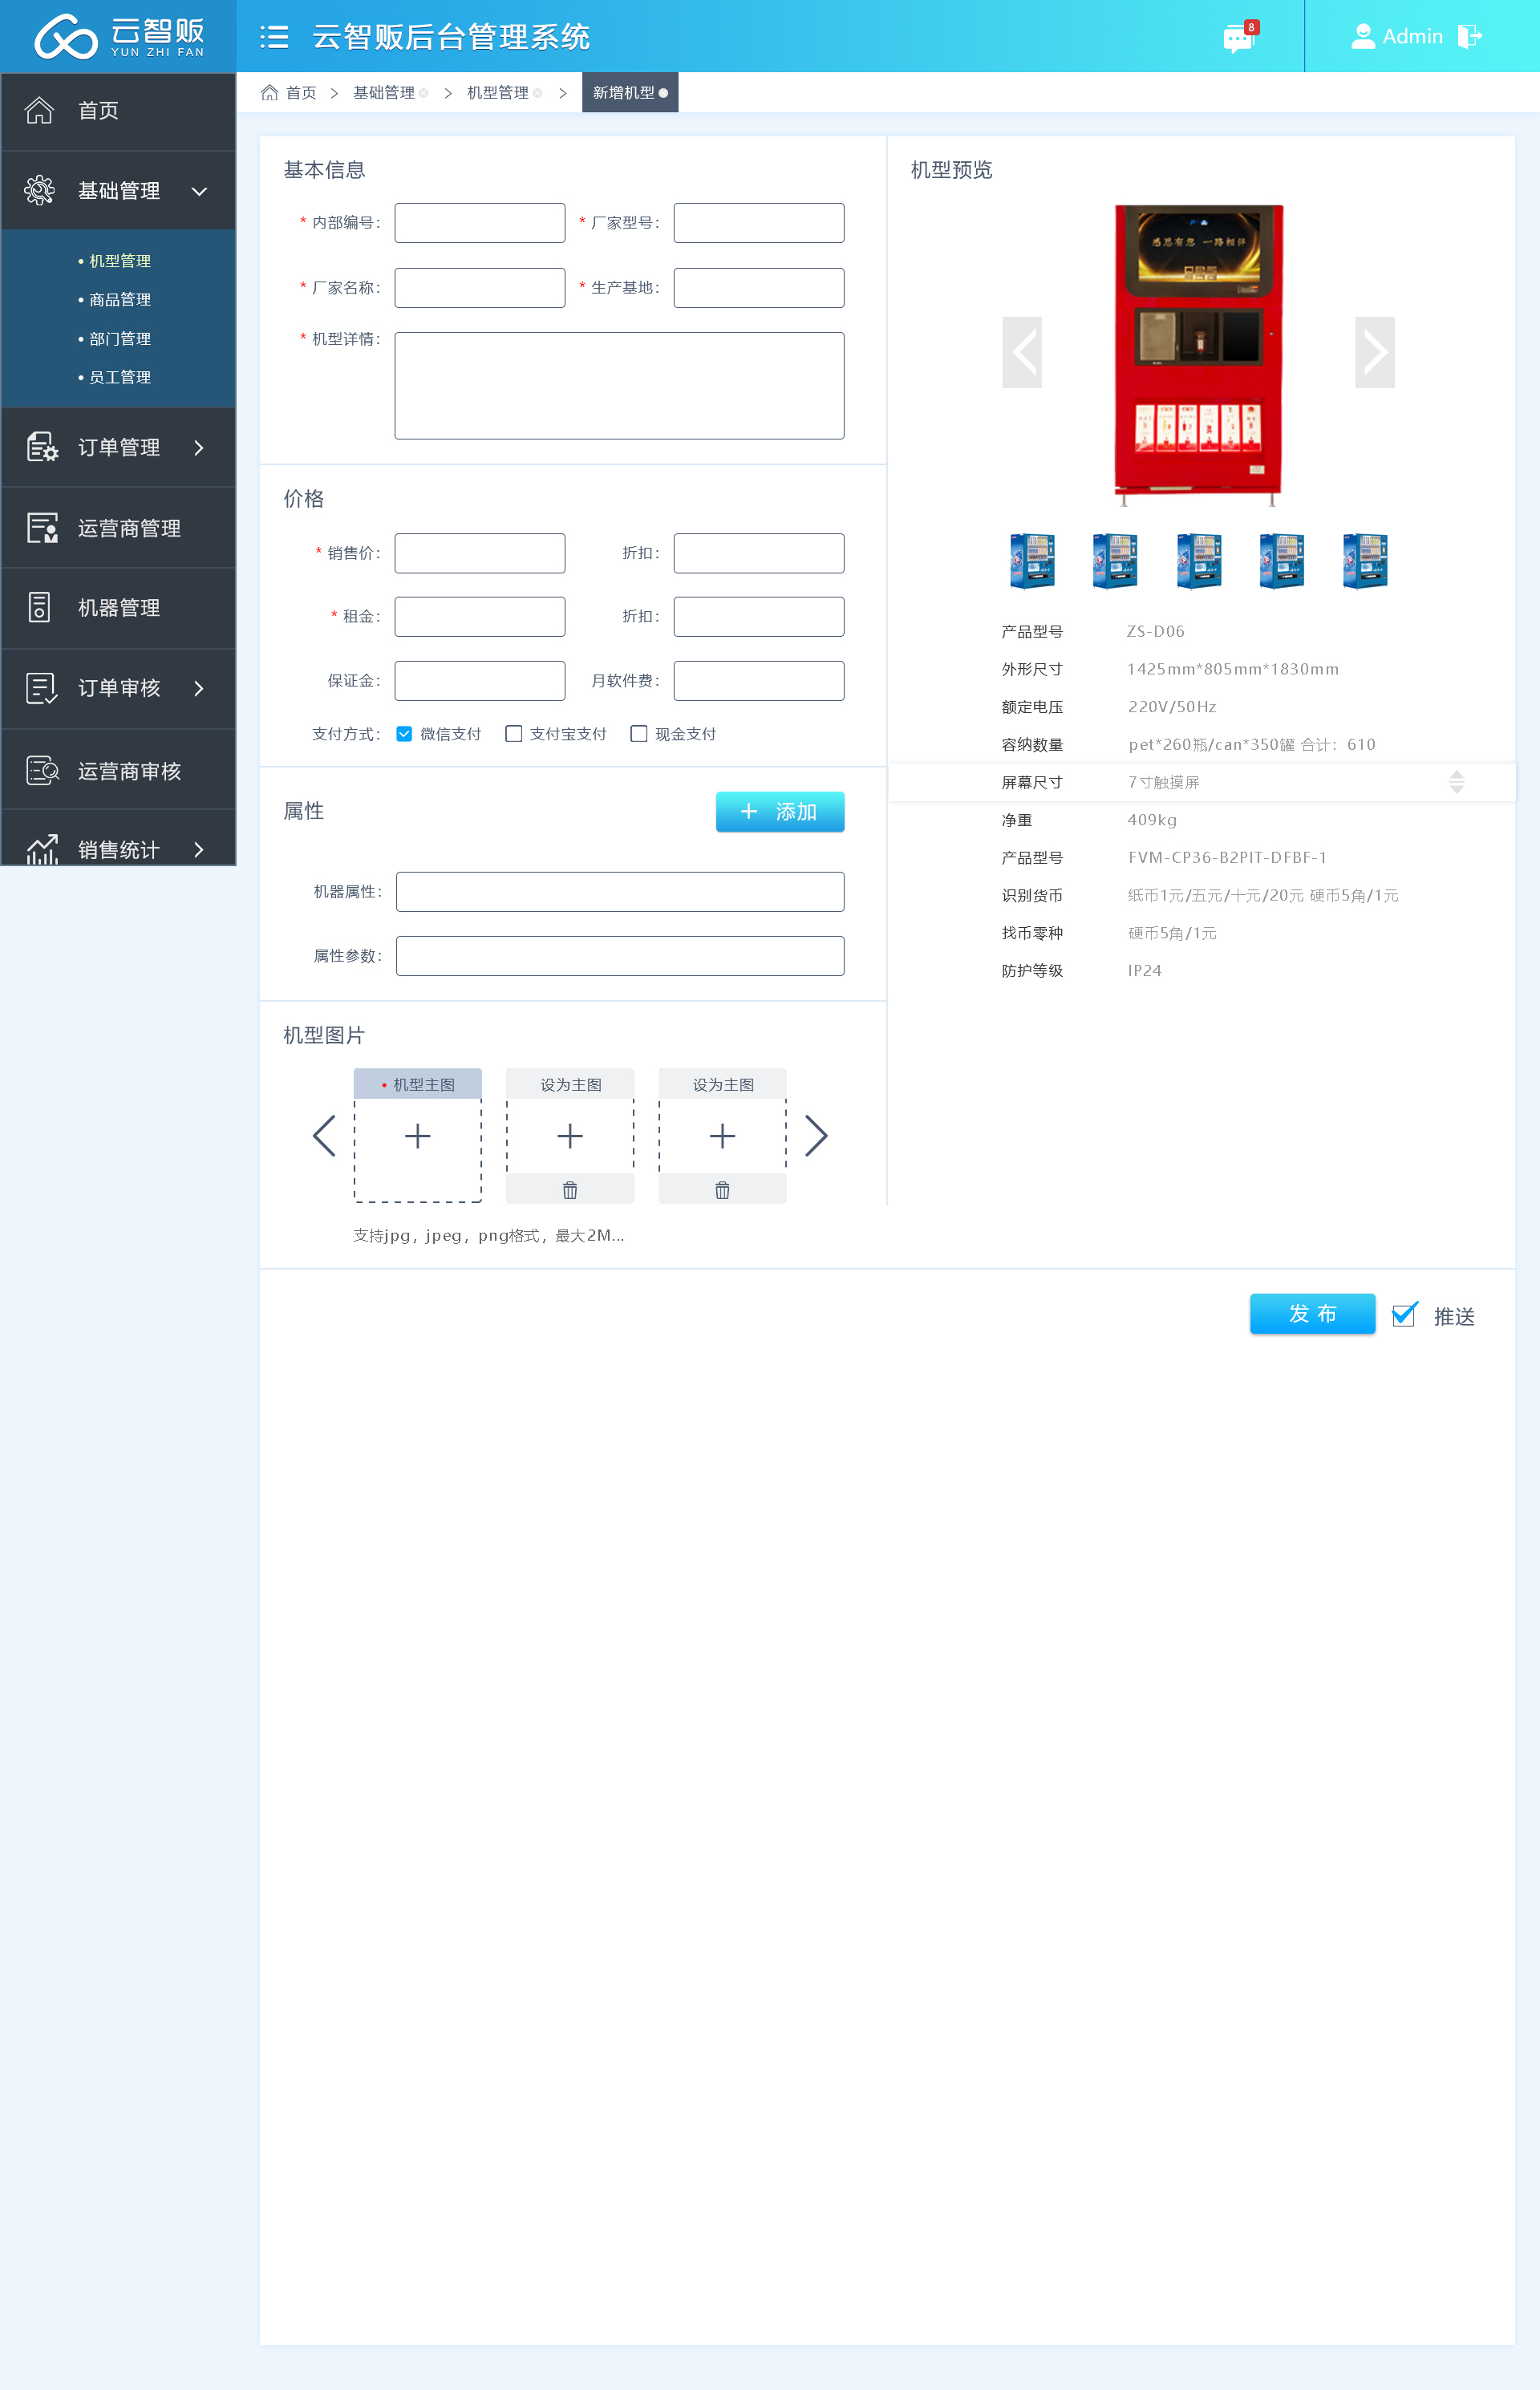 云智贩
YUN ZHI FAN
云智贩后台管理系统
8
Admin
首页 > 基础管理 > 机型管理 > 新增机型
首页
基础管理
• 机型管理
• 商品管理
• 部门管理
• 员工管理
订单管理
运营商管理
机器管理
订单审核
运营商审核
销售统计
基本信息
* 内部编号：
* 厂家型号：
* 厂家名称：
* 生产基地：
* 机型详情：
价格
* 销售价：
折扣：
* 租金：
折扣：
保证金：
月软件费：
支付方式： 微信支付 支付宝支付 现金支付
属性
+ 添加
机器属性：
属性参数：
机型图片
• 机型主图
设为主图
设为主图
支持jpg，jpeg，png格式，最大2M...
机型预览
感恩有您 一路相伴
产品型号 ZS-D06
外形尺寸 1425mm*805mm*1830mm
额定电压 220V/50Hz
容纳数量 pet*260瓶/can*350罐 合计：610
屏幕尺寸 7寸触摸屏
净重 409kg
产品型号 FVM-CP36-B2PIT-DFBF-1
识别货币 纸币1元/五元/十元/20元 硬币5角/1元
找币零种 硬币5角/1元
防护等级 IP24
发 布
推送